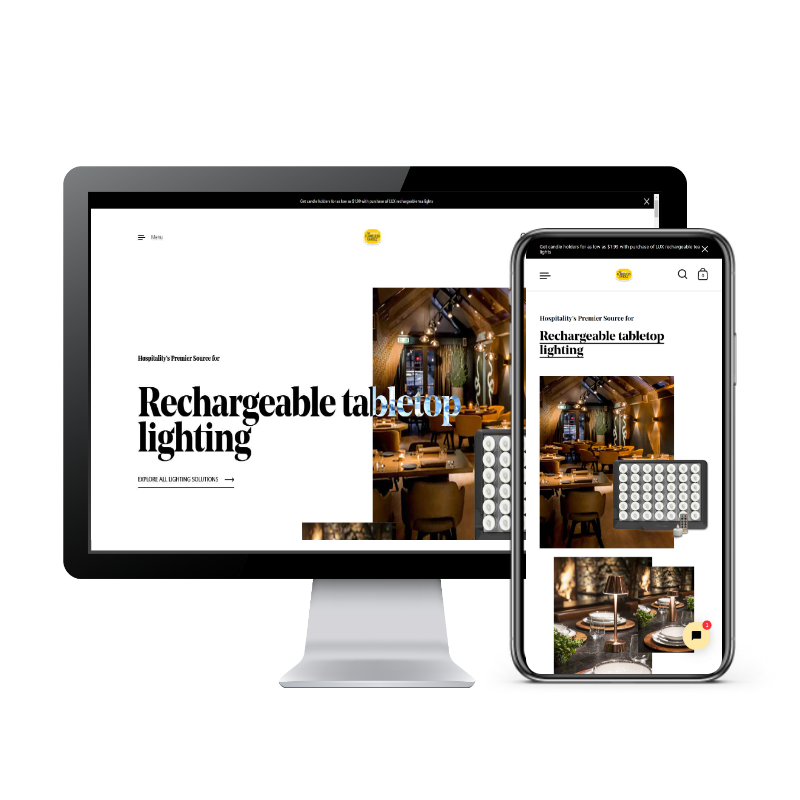 Get candle holders for as low as $1.99 with purchase of LUX rechargeable tea lights
Menu
Hospitality's Premier Source for
Rechargeable tabletop
lighting
EXPLORE ALL LIGHTING SOLUTIONS
Get candle holders for as low as $1.99 with purchase of LUX rechargeable tea
lights
0
Hospitality's Premier Source for
Rechargeable tabletop
lighting